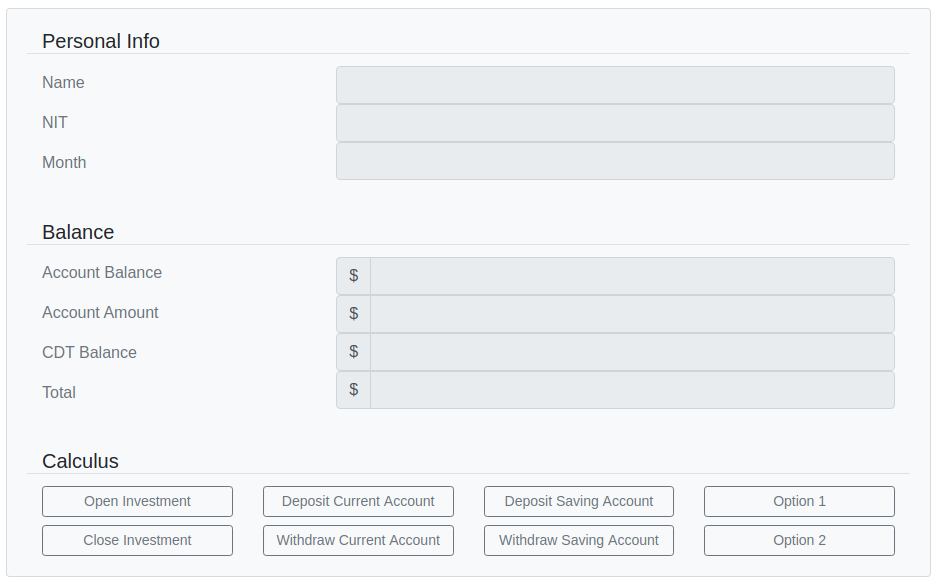 Personal Info
Name
NIT
Month
Balance
Account Balance $
Account Amount $
CDT Balance $
Total $
Calculus
Open Investment Deposit Current Account Deposit Saving Account Option 1
Close Investment Withdraw Current Account Withdraw Saving Account Option 2